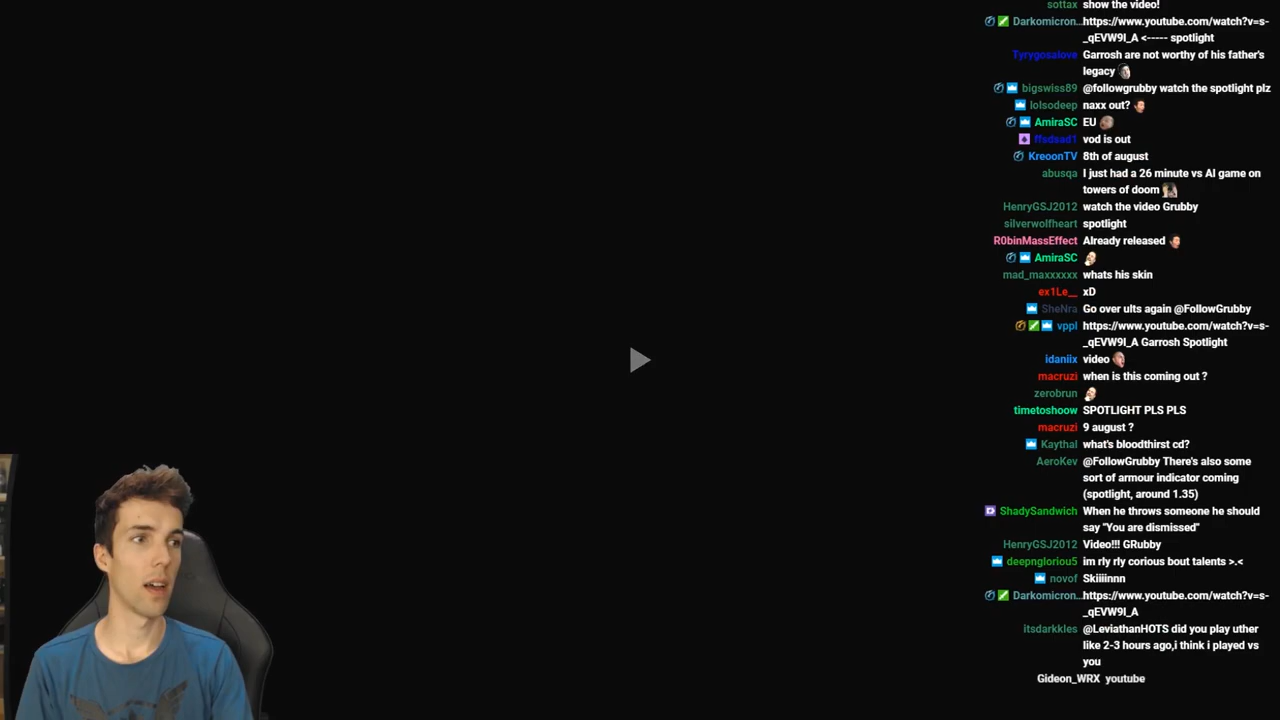 sottax show the video!
Darkomicron... https://www.youtube.com/watch?v=s-
_qEVW9I_A <----- spotlight
Tyrygosalove Garrosh are not worthy of his father's
legacy
bigswiss89 @followgrubby watch the spotlight plz
lolsodeep naxx out?
AmiraSC EU
ffsdsad1 vod is out
KreoonTV 8th of august
abusqa I just had a 26 minute vs AI game on
towers of doom
HenryGSJ2012 watch the video Grubby
silverwolfheart spotlight
R0binMassEffect Already released
AmiraSC
mad_maxxxxxx whats his skin
ex1Le__ xD
SheNra Go over ults again @FollowGrubby
vppl https://www.youtube.com/watch?v=s-
_qEVW9I_A Garrosh Spotlight
idaniix video
macruzi when is this coming out ?
zerobrun
timetoshoow SPOTLIGHT PLS PLS
macruzi 9 august ?
Kaythal what's bloodthirst cd?
AeroKev @FollowGrubby There's also some
sort of armour indicator coming
(spotlight, around 1.35)
ShadySandwich When he throws someone he should
say "You are dismissed"
HenryGSJ2012 Video!!! GRubby
deepngloriou5 im rly rly corious bout talents >.<
novof Skiiiinnn
Darkomicron... https://www.youtube.com/watch?v=s-
_qEVW9I_A
itsdarkkles @LeviathanHOTS did you play uther
like 2-3 hours ago,i think i played vs
you
Gideon_WRX youtube